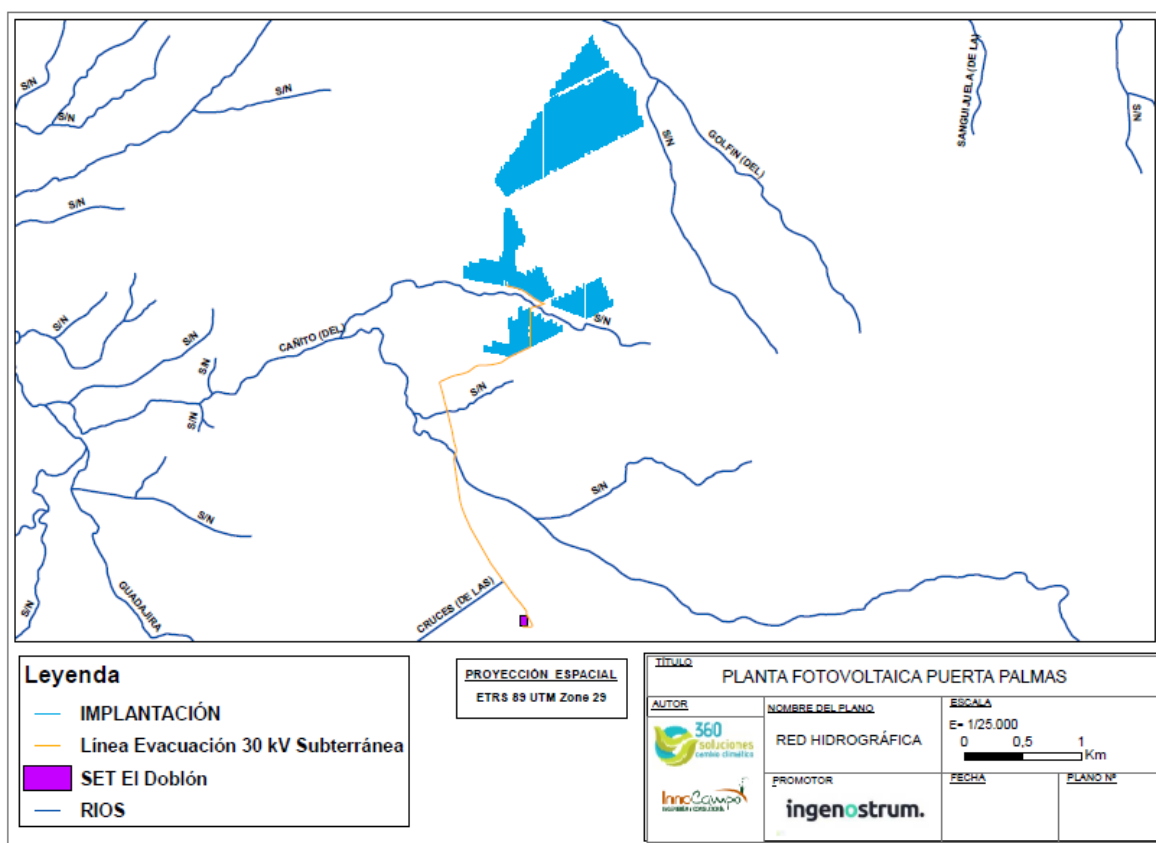 S/N
S/N
S/N
S/N
S/N
GOLFIN (DEL)
SANGUIJUELA (DE LA)
S/N
S/N
S/N
S/N
S/N
S/N
S/N
CAÑITO (DEL)
S/N
S/N
S/N
S/N
GUADAJIRA
S/N
CRUCES (DE LAS)
Leyenda
IMPLANTACIÓN
Línea Evacuación 30 kV Subterránea
SET El Doblón
RIOS
PROYECCIÓN ESPACIAL
ETRS 89 UTM Zone 29
TÍTULO
PLANTA FOTOVOLTAICA PUERTA PALMAS
AUTOR
360
soluciones
cambio climático
InnoCampo
NOMBRE DEL PLANO
RED HIDROGRÁFICA
ESCALA
E= 1/25.000
0 0,5 1
Km
PROMOTOR
ingenostrum.
FECHA
PLANO Nº